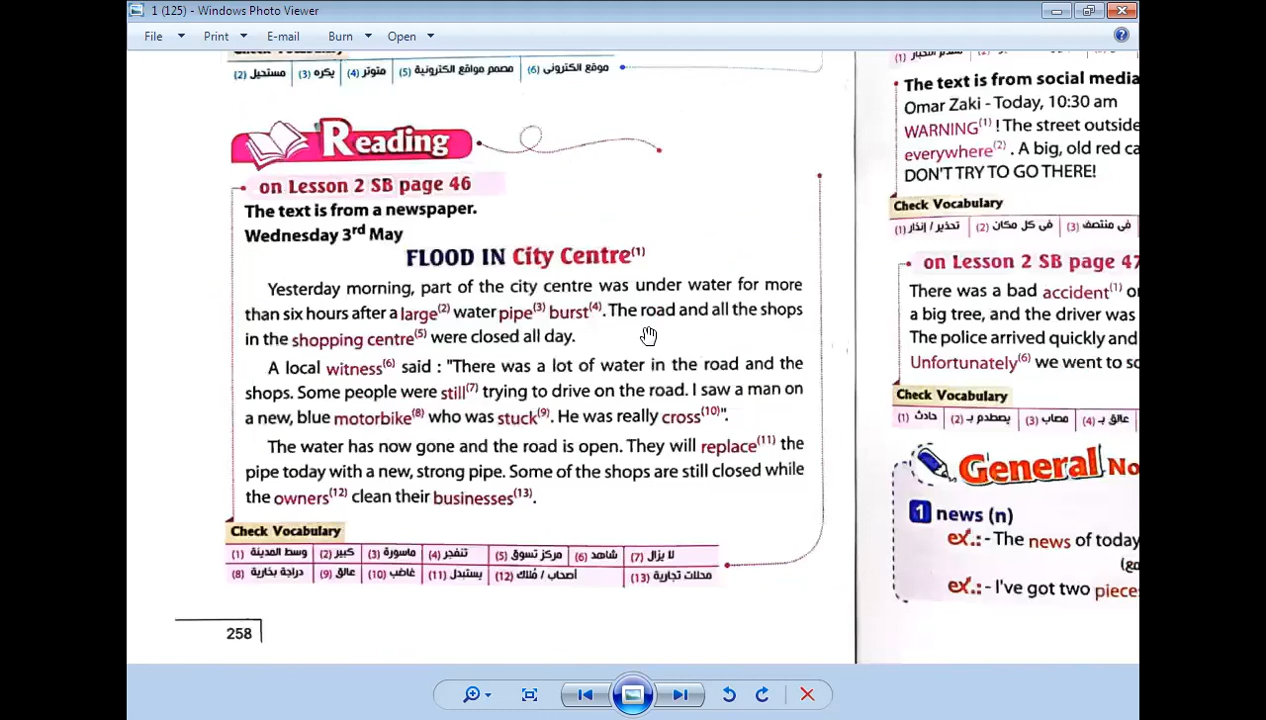 1 (125) - Windows Photo Viewer
File Print E-mail Burn Open
(2) مستحيل (3) يكره (4) متوتر (5) مصمم مواقع الكترونية (6) موقع الكترونى
Reading
on Lesson 2 SB page 46
The text is from a newspaper.
Wednesday 3rd May
FLOOD IN City Centre(1)
Yesterday morning, part of the city centre was under water for more
than six hours after a large(2) water pipe(3) burst(4). The road and all the shops
in the shopping centre(5) were closed all day.
A local witness(6) said : "There was a lot of water in the road and the
shops. Some people were still(7) trying to drive on the road. I saw a man on
a new, blue motorbike(8) who was stuck(9). He was really cross(10)".
The water has now gone and the road is open. They will replace(11) the
pipe today with a new, strong pipe. Some of the shops are still closed while
the owners(12) clean their businesses(13).
Check Vocabulary
(1) وسط المدينة (2) كبير (3) ماسورة (4) تنفجر (5) مركز تسوق (6) شاهد (7) لا يزال
(8) دراجة بخارية (9) عالق (10) غاضب (11) يستبدل (12) أصحاب / مُلاك (13) محلات تجارية
258
The text is from social media
Omar Zaki - Today, 10:30 am
WARNING(1) ! The street outside
everywhere(2) . A big, old red ca
DON'T TRY TO GO THERE!
Check Vocabulary
(1) تحذير / إنذار (2) فى كل مكان (3) فى منتصف
on Lesson 2 SB page 47
There was a bad accident(1) o
a big tree, and the driver was
The police arrived quickly and
Unfortunately(6) we went to sc
Check Vocabulary
(1) حادث (2) يصطدم بـ (3) مصاب (4) عالق بـ
General No
1 news (n)
ex.: - The news of today
ex.: - I've got two piece